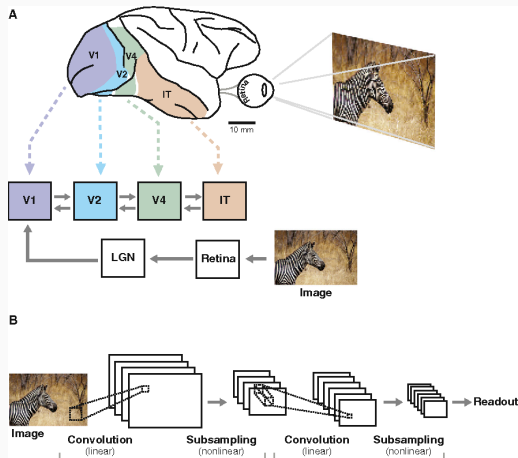 A
V1
V4
V2
IT
Retina
10 mm
V1
V2
V4
IT
LGN
Retina
Image
B
Readout
Image
Convolution
(linear)
Subsampling
(nonlinear)
Convolution
(linear)
Subsampling
(nonlinear)